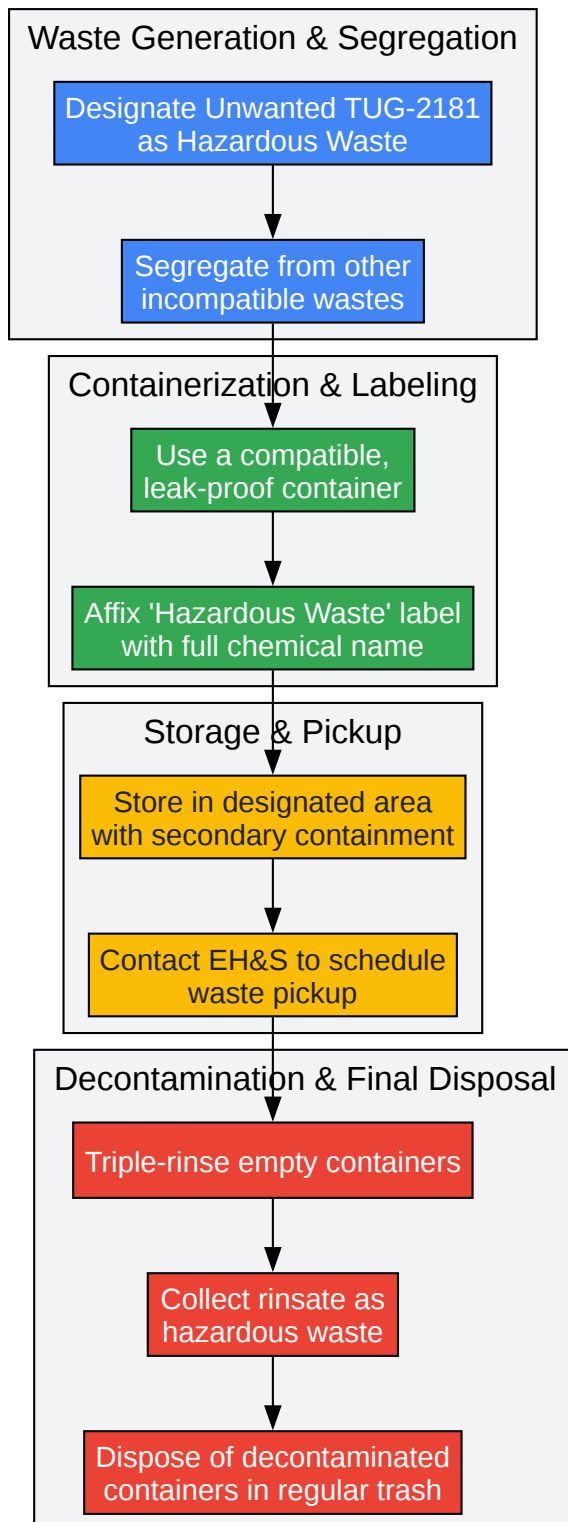 Waste Generation & Segregation
Designate Unwanted TUG-2181
as Hazardous Waste
Segregate from other
incompatible wastes
Containerization & Labeling
Use a compatible,
leak-proof container
Affix 'Hazardous Waste' label
with full chemical name
Storage & Pickup
Store in designated area
with secondary containment
Contact EH&S to schedule
waste pickup
Decontamination & Final Disposal
Triple-rinse empty containers
Collect rinsate as
hazardous waste
Dispose of decontaminated
containers in regular trash